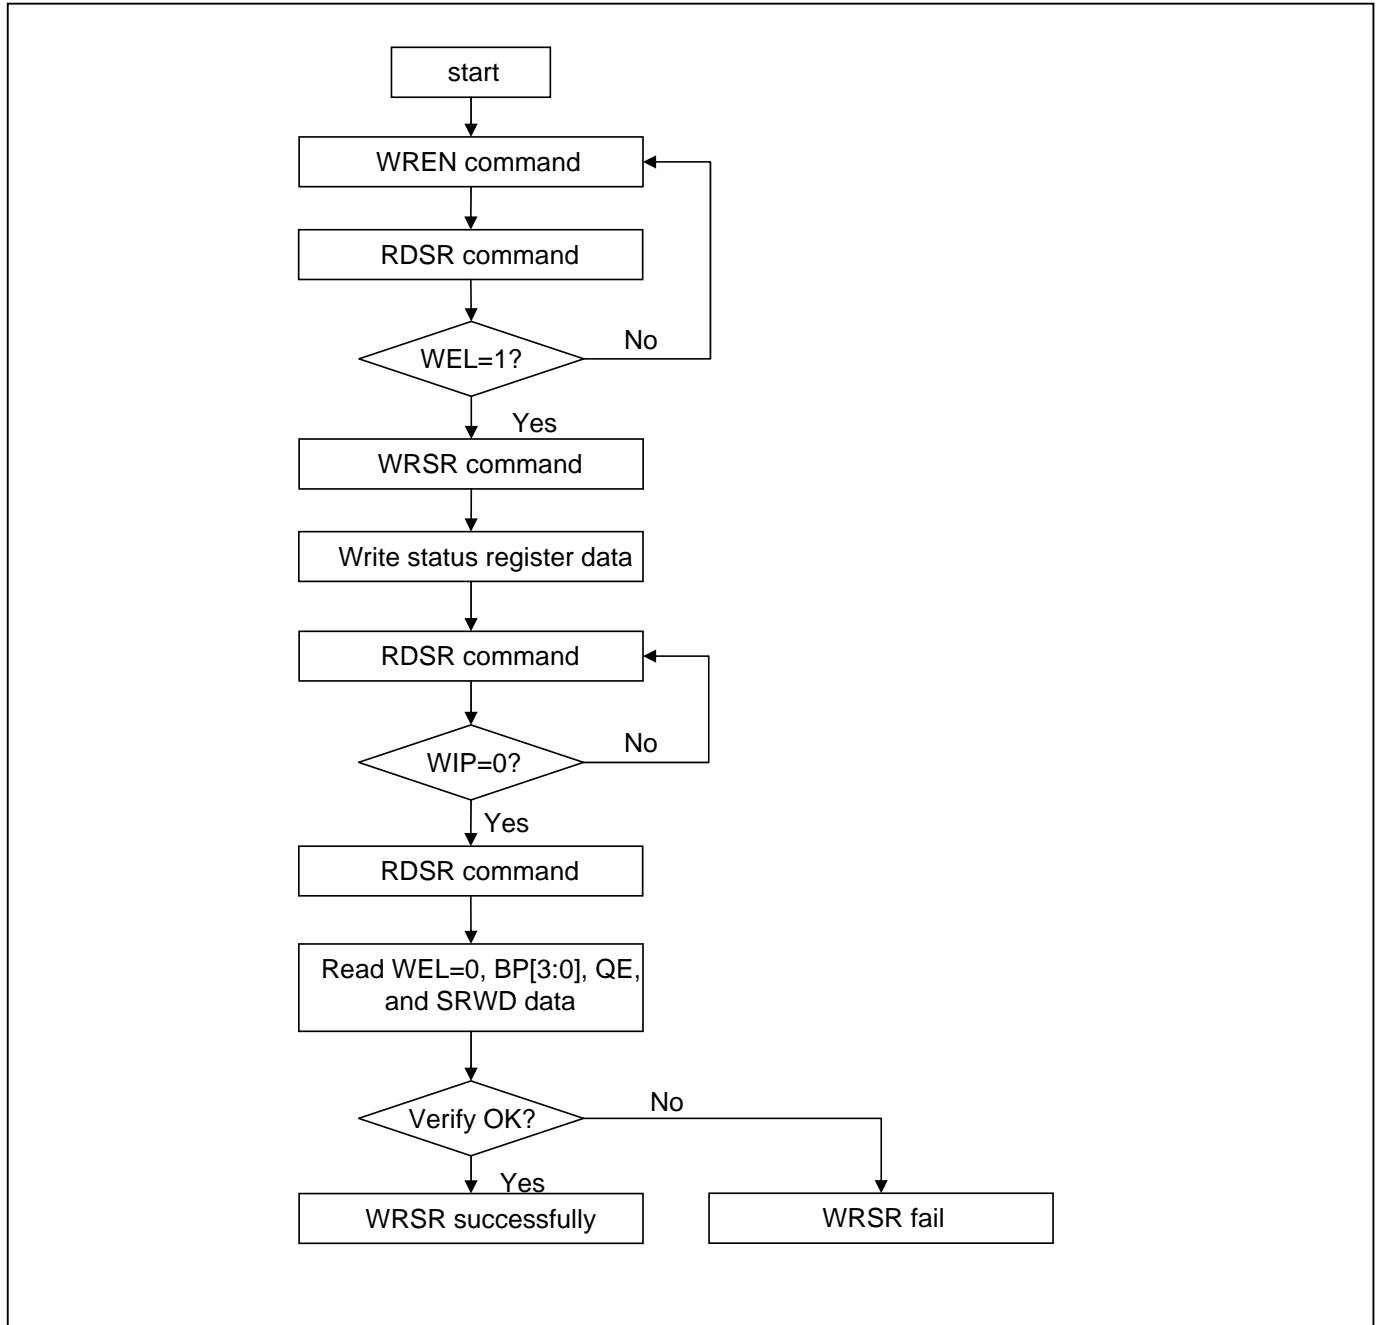 start
WREN command
RDSR command
WEL=1?
No
Yes
WRSR command
Write status register data
RDSR command
WIP=0?
No
Yes
RDSR command
Read WEL=0, BP[3:0], QE,
and SRWD data
Verify OK?
No
Yes
WRSR successfully
WRSR fail